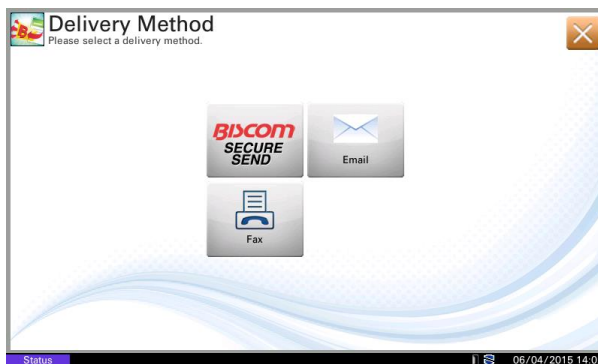 Delivery Method
Please select a delivery method.
BISCOM
SECURE
SEND
Email
Fax
Status
06/04/2015 14:0